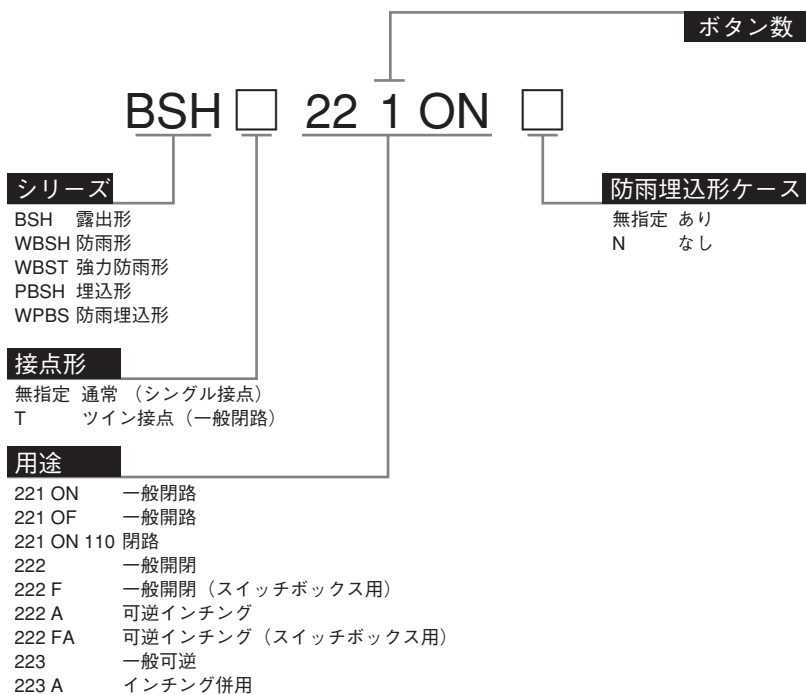 ボタン数
BSH□ 22 1 ON □
シリーズ
BSH 露出形
WBSH 防雨形
WBST 強力防雨形
PBSH 埋込形
WPBS 防雨埋込形
防雨埋込形ケース
無指定 あり
N なし
接点形
無指定 通常 （シングル接点）
T ツイン接点（一般閉路）
用途
221 ON 一般閉路
221 OF 一般開路
221 ON 110 閉路
222 一般開閉
222 F 一般開閉（スイッチボックス用）
222 A 可逆インチング
222 FA 可逆インチング（スイッチボックス用）
223 一般可逆
223 A インチング併用